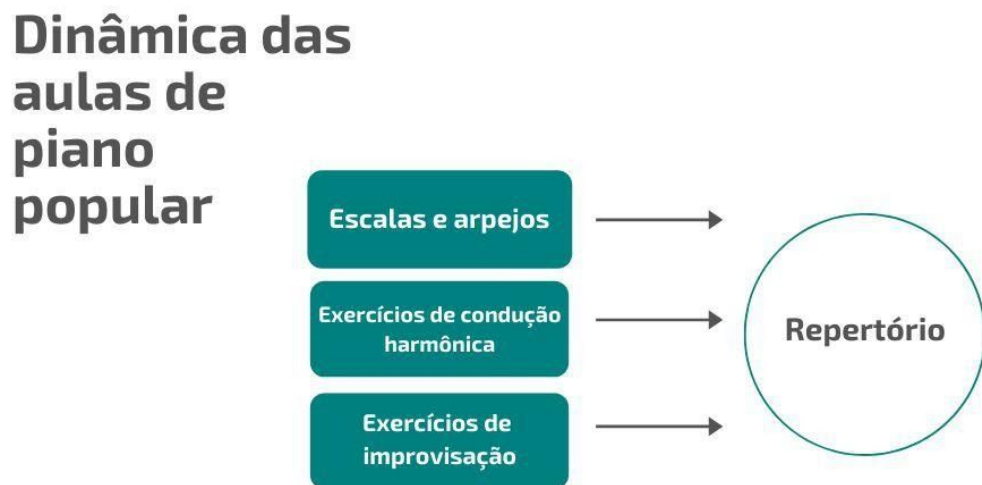 Dinâmica das
aulas de
piano
popular
Escalas e arpejos
Exercícios de condução
harmônica
Exercícios de
improvisação
Repertório